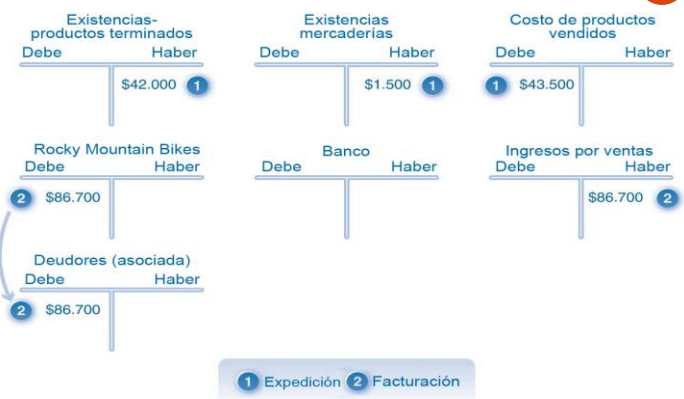 Existencias-
productos terminados
Debe Haber
$42.000 1
Existencias
mercaderías
Debe Haber
$1.500 1
Costo de productos
vendidos
Debe Haber
1 $43.500
Rocky Mountain Bikes
Debe Haber
2 $86.700
Banco
Debe Haber
Ingresos por ventas
Debe Haber
$86.700 2
Deudores (asociada)
Debe Haber
2 $86.700
1 Expedición 2 Facturación